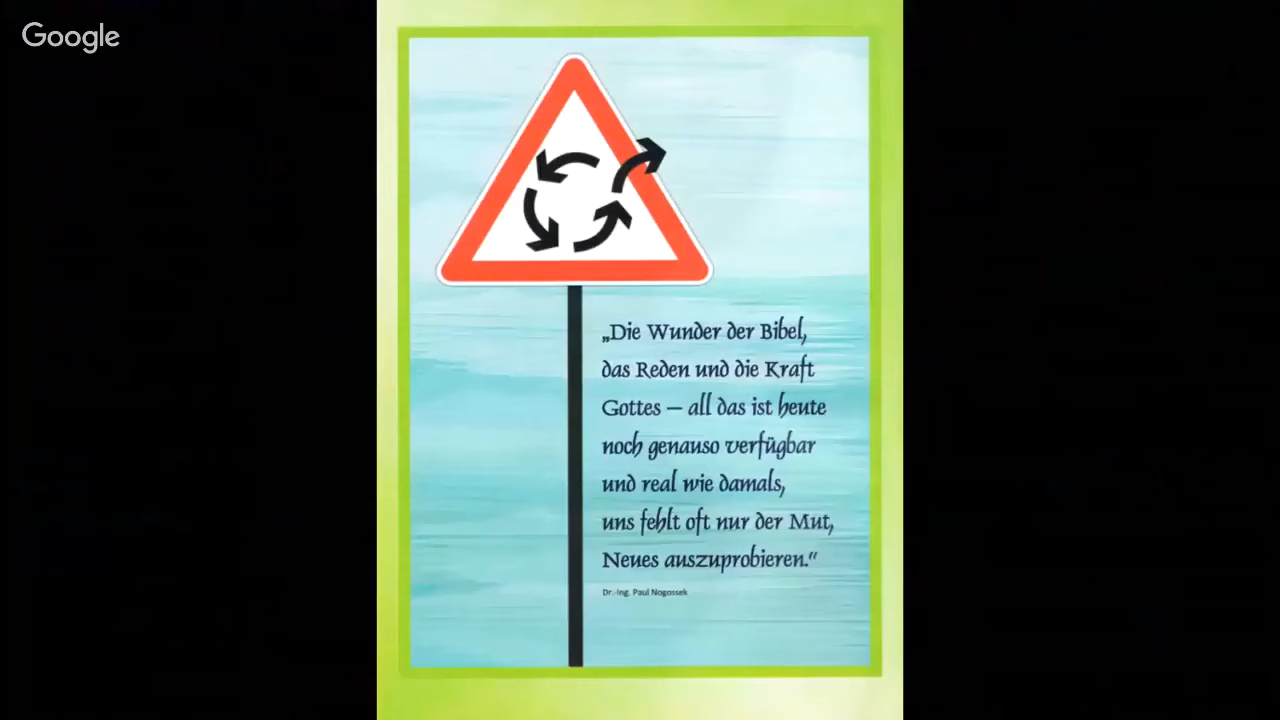 Google
„Die Wunder der Bibel,
das Reden und die Kraft
Gottes – all das ist heute
noch genauso verfügbar
und real wie damals,
uns fehlt oft nur der Mut,
Neues auszuprobieren.“
Dr.-Ing. Paul Nogossek